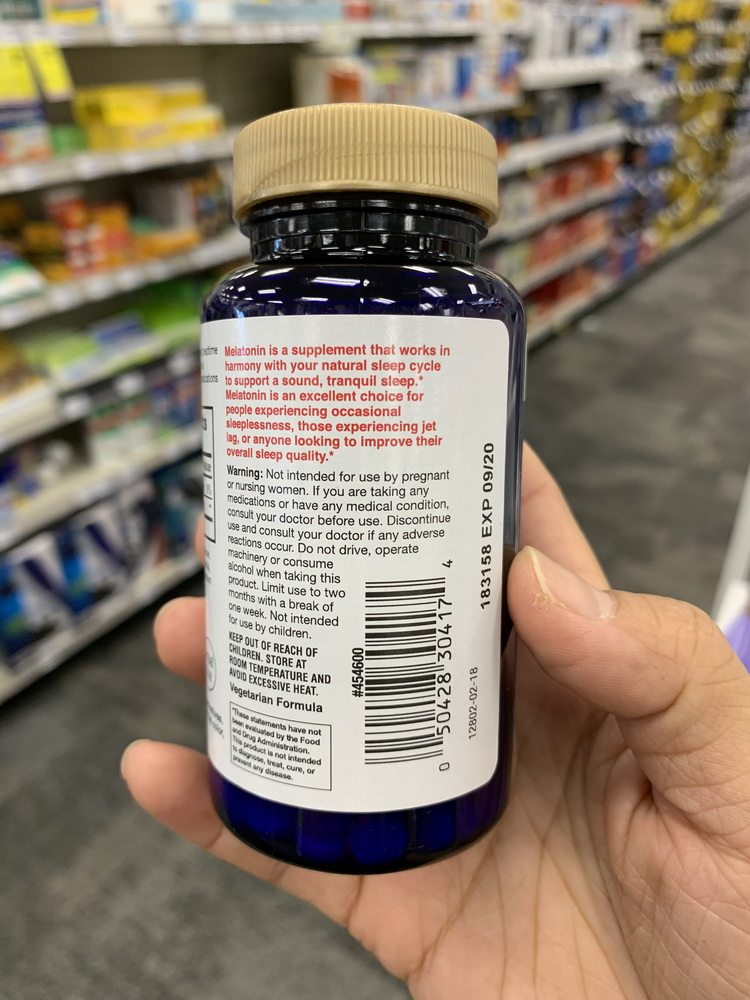 Melatonin is a supplement that works in
harmony with your natural sleep cycle
to support a sound, tranquil sleep.*
Melatonin is an excellent choice for
people experiencing occasional
sleeplessness, those experiencing jet
lag, or anyone looking to improve their
overall sleep quality.*
Warning: Not intended for use by pregnant
or nursing women. If you are taking any
medications or have any medical condition,
consult your doctor before use. Discontinue
use and consult your doctor if any adverse
reactions occur. Do not drive, operate
machinery or consume
alcohol when taking this
product. Limit use to two
months with a break of
one week. Not intended
for use by children.
KEEP OUT OF REACH OF
CHILDREN. STORE AT
ROOM TEMPERATURE AND
AVOID EXCESSIVE HEAT.
Vegetarian Formula
*These statements have not
been evaluated by the Food
and Drug Administration.
This product is not intended
to diagnose, treat, cure, or
prevent any disease.
#454600
0 50428 30417 4
12802-02-18
183158 EXP 09/20